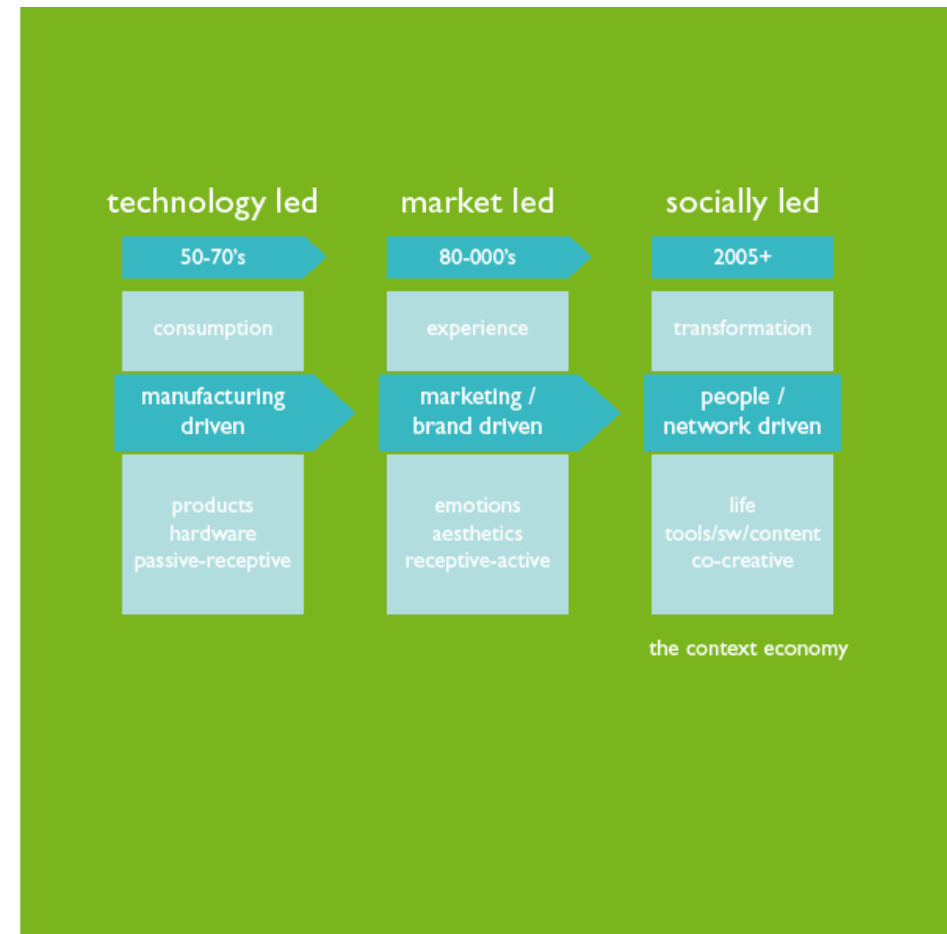 technology led
50-70's
consumption
manufacturing
driven
products
hardware
passive-receptive
market led
80-000's
experience
marketing /
brand driven
emotions
aesthetics
receptive-active
socially led
2005+
transformation
people /
network driven
life
tools/sw/content
co-creative
the context economy